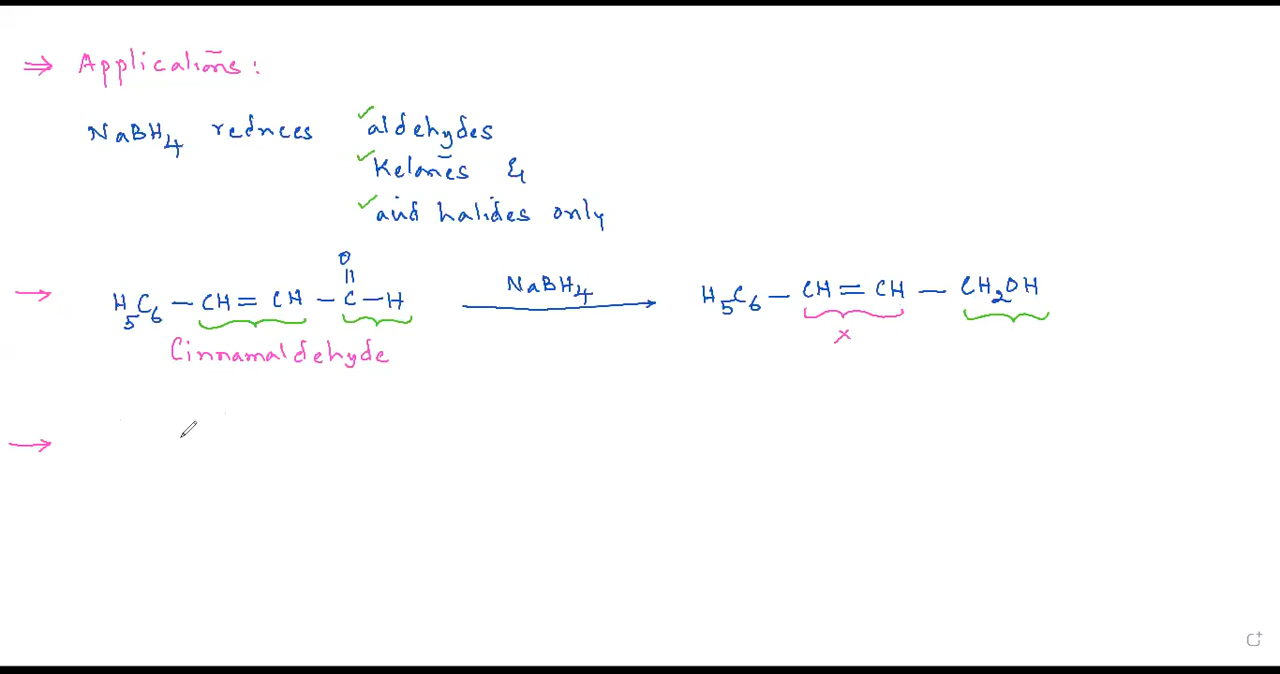 ⇒ Applications:
NaBH4 reduces ✓aldehydes
✓Ketones &
✓acid halides only
O
||
→ H5C6 – CH = CH – C – H NaBH4 → H5C6 – CH = CH – CH2OH
x
Cinnamaldehyde
→